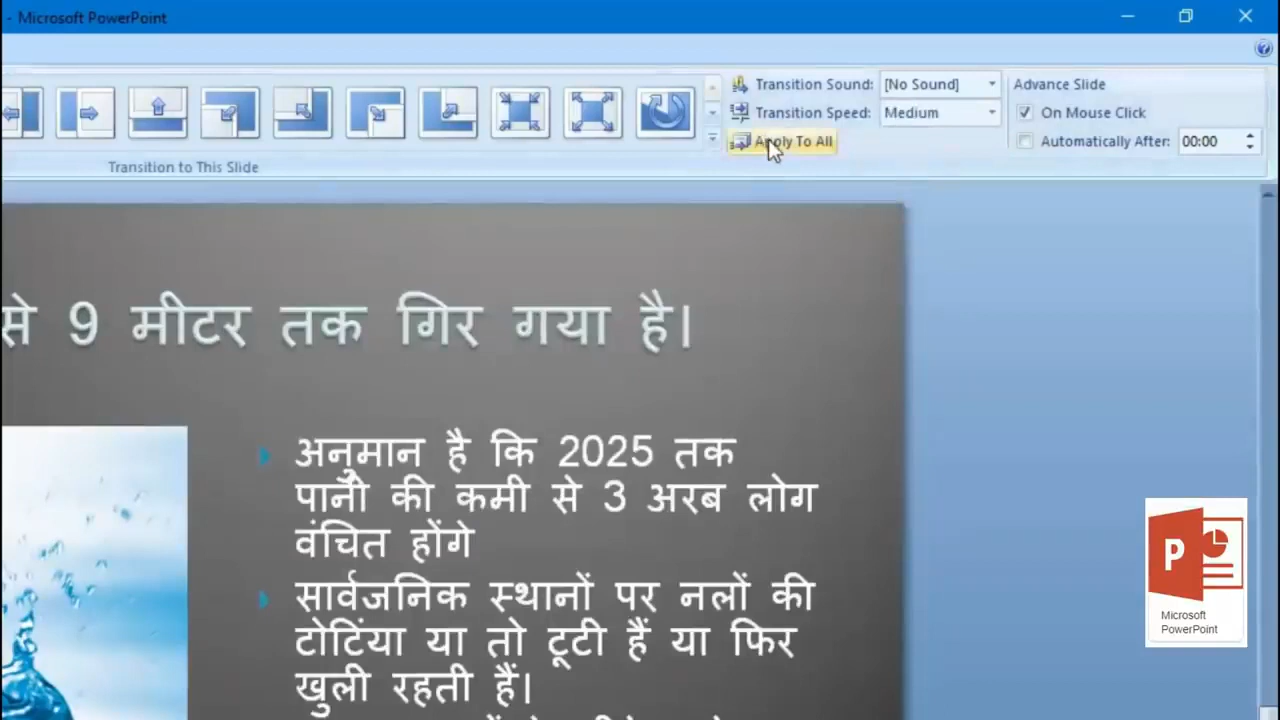 - Microsoft PowerPoint
Transition Sound: [No Sound]
Advance Slide
Transition Speed: Medium
On Mouse Click
Apply To All
Automatically After: 00:00
Transition to This Slide
से 9 मीटर तक गिर गया है।
अनुमान है कि 2025 तक
पानी की कमी से 3 अरब लोग
वंचित होंगे
सार्वजनिक स्थानों पर नलों की
टोटिंया या तो टूटी हैं या फिर
खुली रहती हैं।
P
Microsoft
PowerPoint